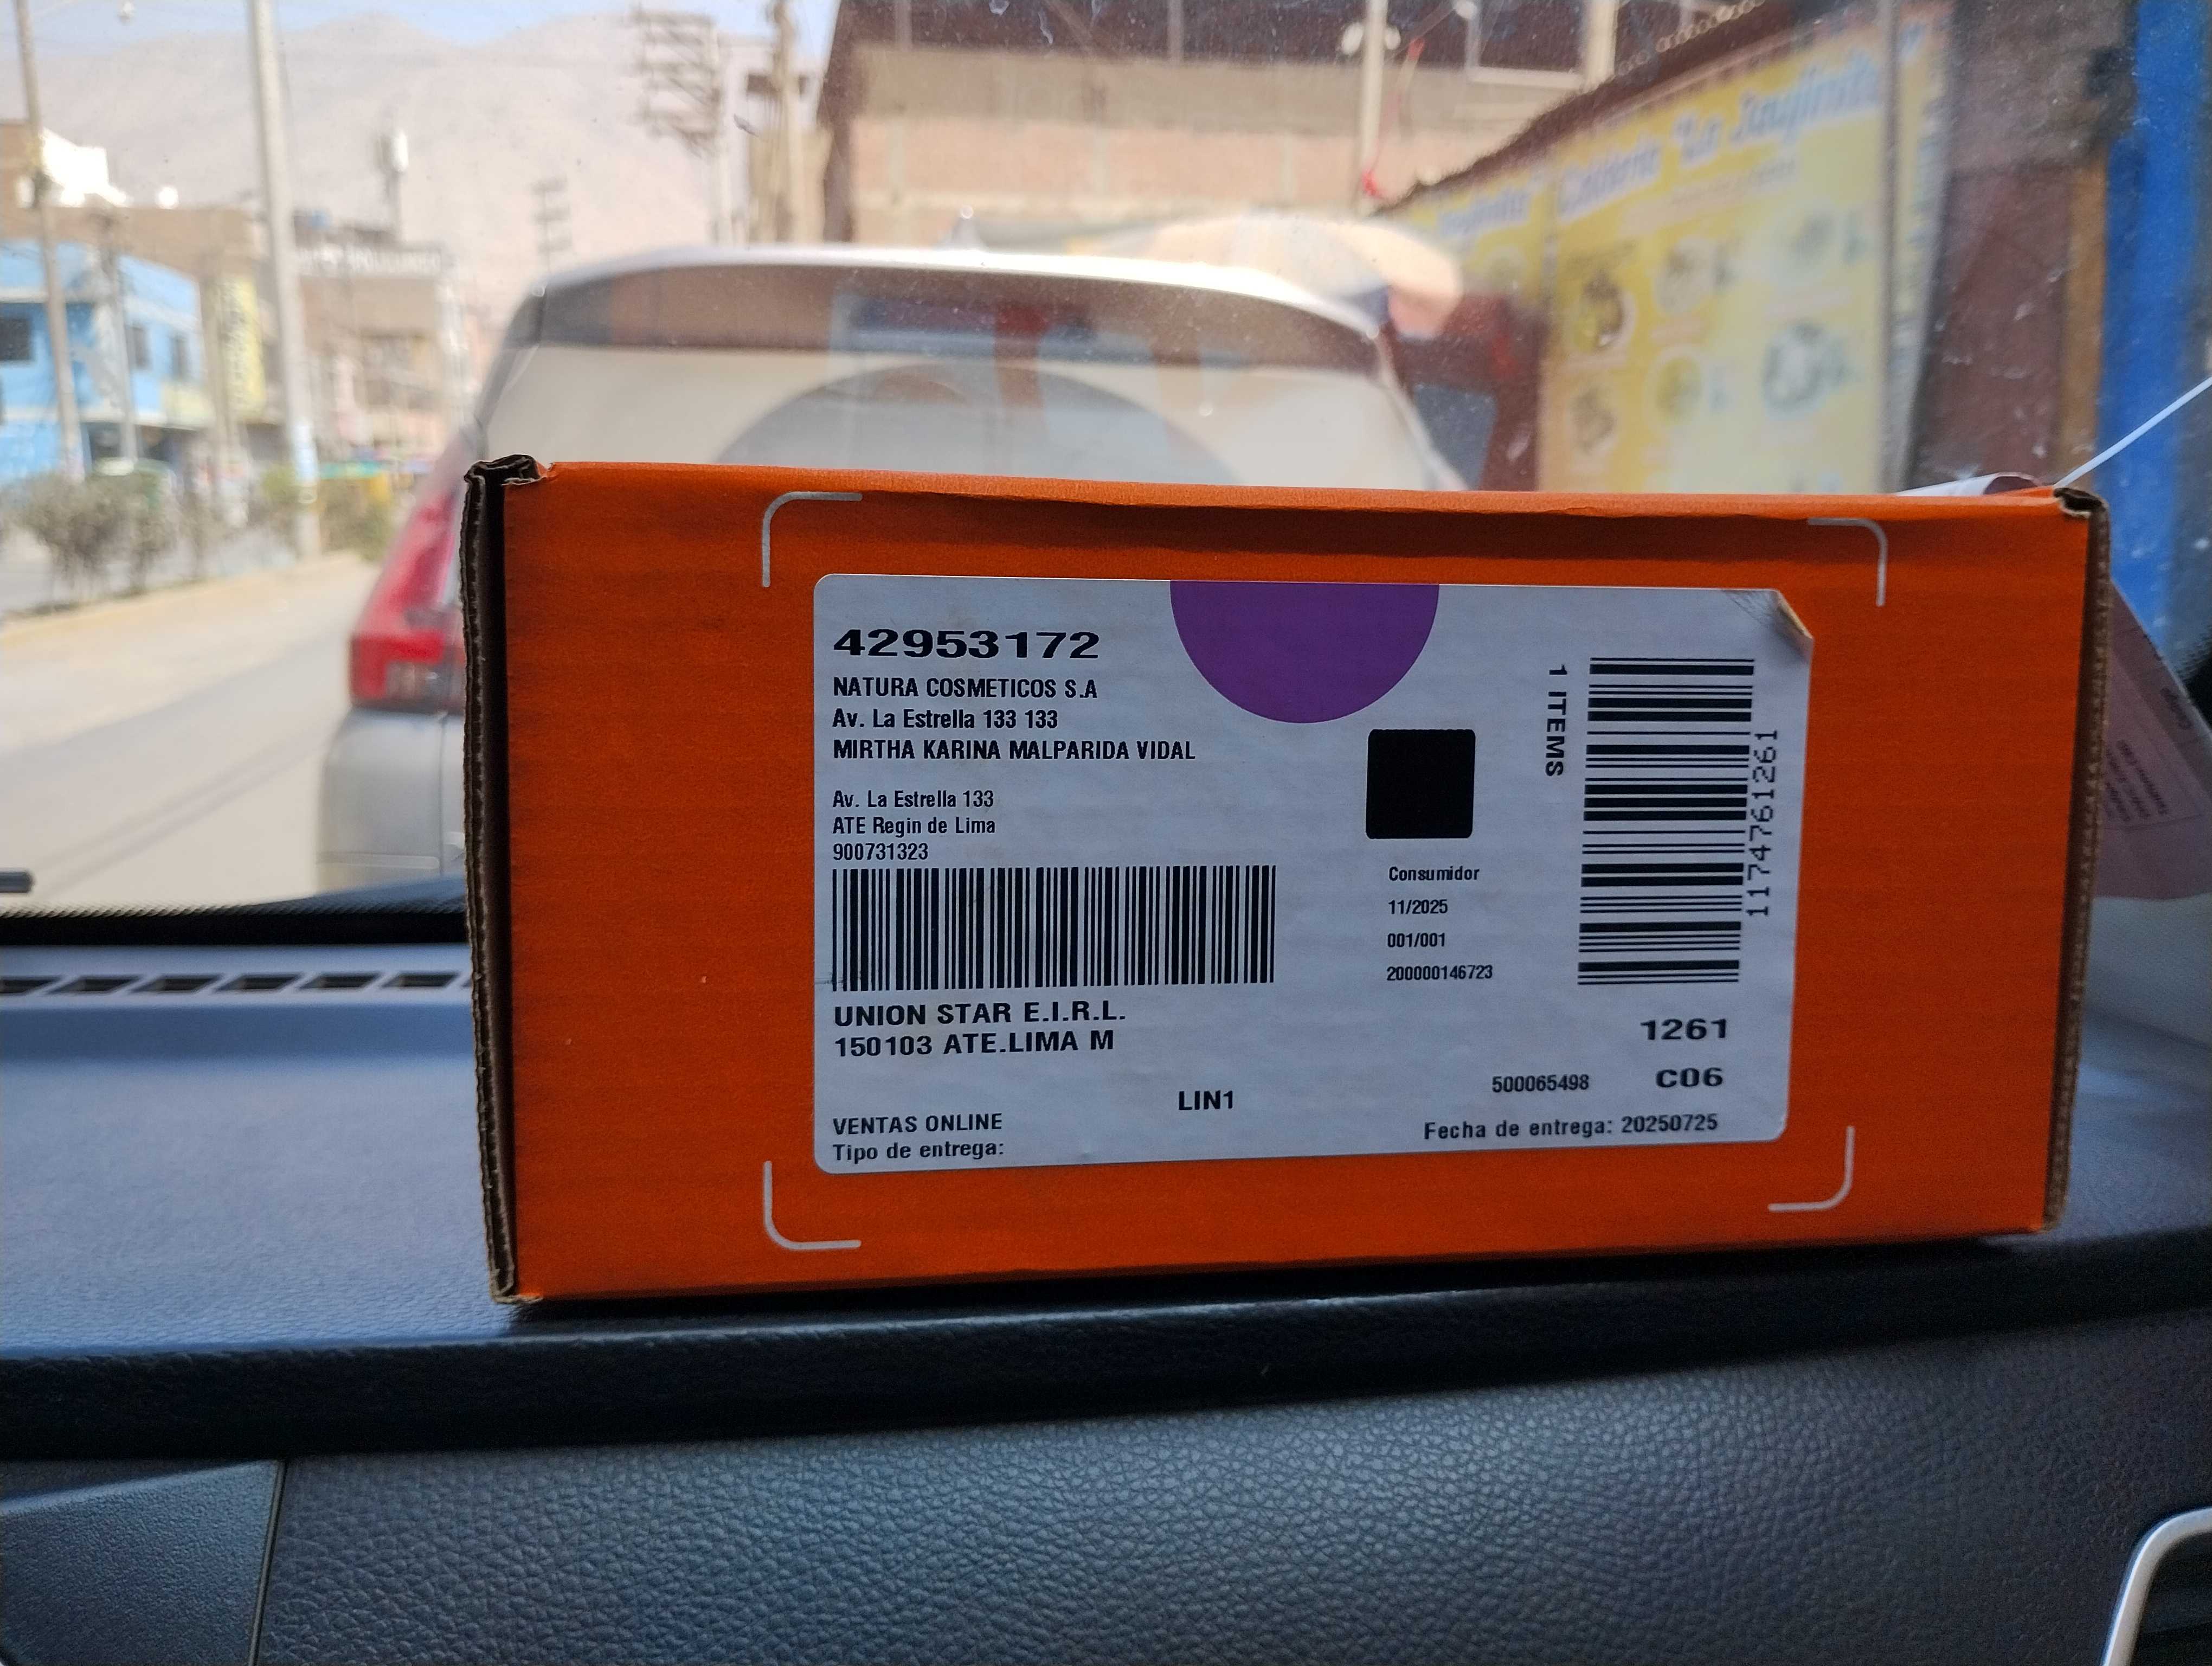 42953172
NATURA COSMETICOS S.A
Av. La Estrella 133 133
MIRTHA KARINA MALPARIDA VIDAL
Av. La Estrella 133
ATE Regin de Lima
900731323
UNION STAR E.I.R.L.
150103 ATE.LIMA M
LIN1
VENTAS ONLINE
Tipo de entrega:
Consumidor
11/2025
001/001
200000146723
1 ITEMS
1174761261
1261
500065498 C06
Fecha de entrega: 20250725